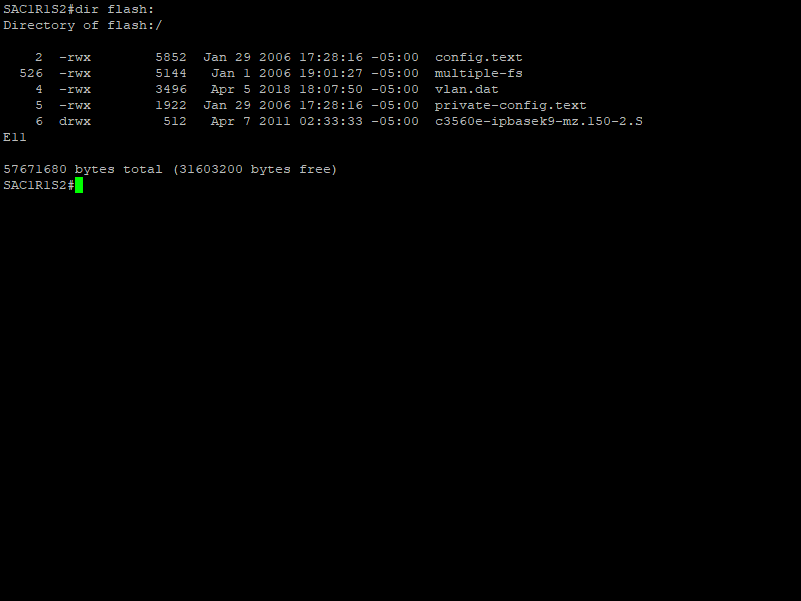 SAC1R1S2#dir flash:
Directory of flash:/
2 -rwx 5852 Jan 29 2006 17:28:16 -05:00 config.text
526 -rwx 5144 Jan 1 2006 19:01:27 -05:00 multiple-fs
4 -rwx 3496 Apr 5 2018 18:07:50 -05:00 vlan.dat
5 -rwx 1922 Jan 29 2006 17:28:16 -05:00 private-config.text
6 drwx 512 Apr 7 2011 02:33:33 -05:00 c3560e-ipbasek9-mz.150-2.S
E11
57671680 bytes total (31603200 bytes free)
SAC1R1S2#